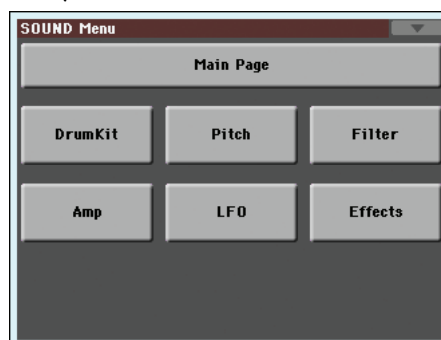 SOUND Menu
Main Page
DrumKit Pitch Filter
Amp LFO Effects